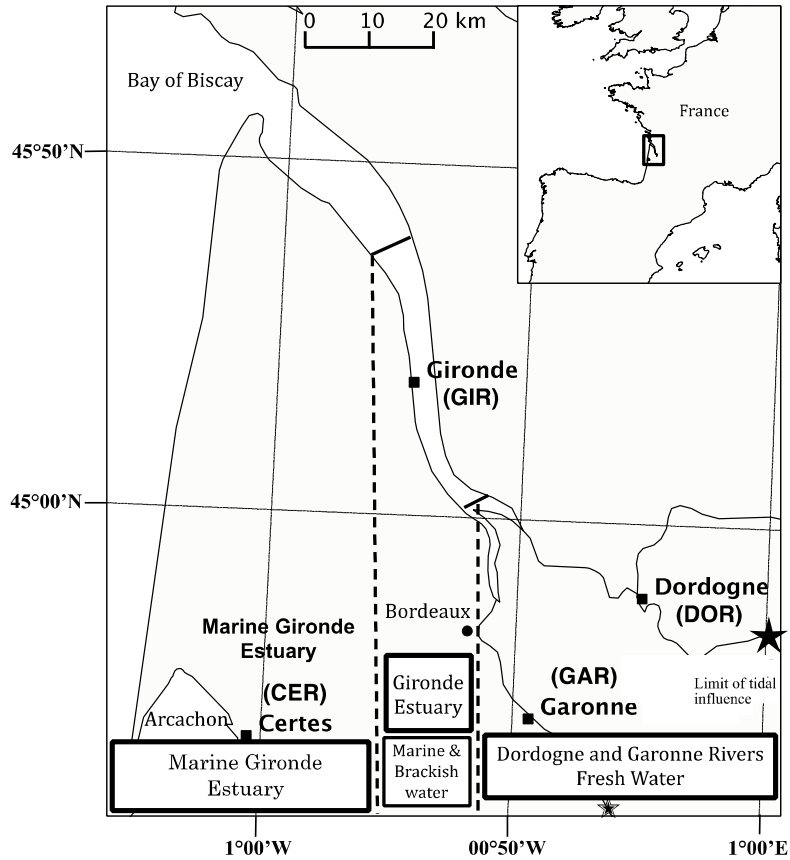 0 10 20 km
Bay of Biscay
France
45°50'N
Gironde
(GIR)
45°00'N
Dordogne
(DOR)
Bordeaux
Marine Gironde
Estuary
(CER)
Certes
Arcachon
Gironde
Estuary
(GAR)
Garonne
Limit of tidal
influence
Marine Gironde
Estuary
Marine &
Brackish
water
Dordogne and Garonne Rivers
Fresh Water
1°00'W
00°50'W
1°00'E